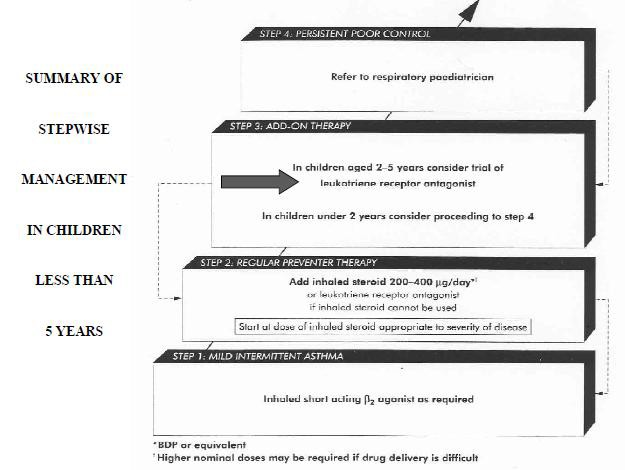 SUMMARY OF
STEPWISE
MANAGEMENT
IN CHILDREN
LESS THAN
5 YEARS
STEP 4: PERSISTENT POOR CONTROL
Refer to respiratory paediatrician
STEP 3: ADD-ON THERAPY
In children aged 2–5 years consider trial of
leukotriene receptor antagonist
In children under 2 years consider proceeding to step 4
STEP 2: REGULAR PREVENTER THERAPY
Add inhaled steroid 200–400 µg/day*†
or leukotriene receptor antagonist
if inhaled steroid cannot be used
Start at dose of inhaled steroid appropriate to severity of disease
STEP 1: MILD INTERMITTENT ASTHMA
Inhaled short acting β₂ agonist as required
*BDP or equivalent
†Higher nominal doses may be required if drug delivery is difficult